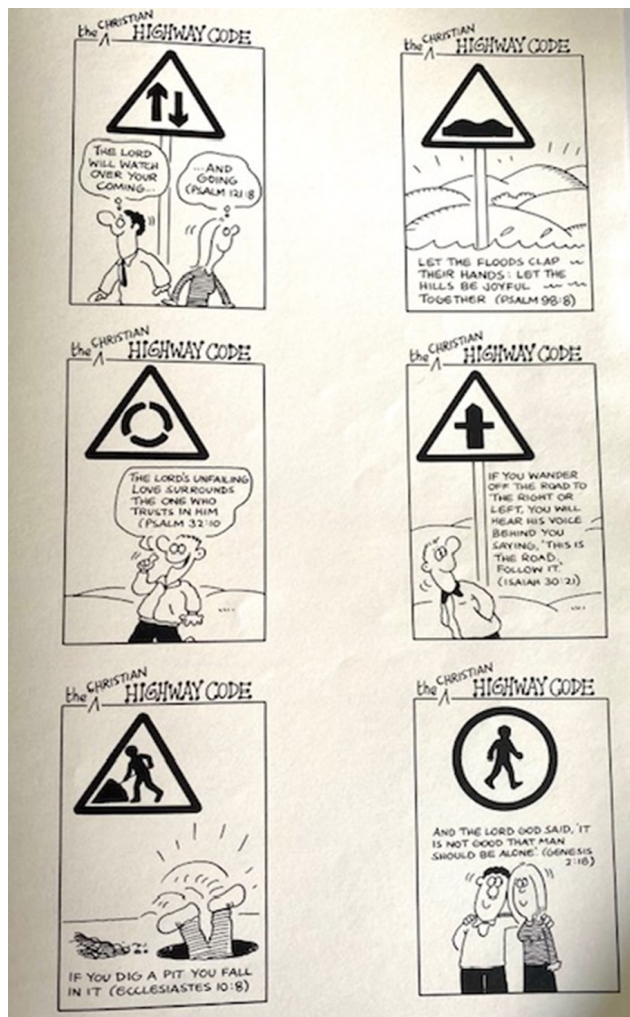 the CHRISTIAN HIGHWAY CODE
THE LORD
WILL WATCH
OVER YOUR
COMING...
...AND
GOING
(PSALM 121:8
the CHRISTIAN HIGHWAY CODE
LET THE FLOODS CLAP
THEIR HANDS: LET THE
HILLS BE JOYFUL
TOGETHER (PSALM 98:8)
the CHRISTIAN HIGHWAY CODE
THE LORD'S UNFAILING
LOVE SURROUNDS
THE ONE WHO
TRUSTS IN HIM
(PSALM 32:10
the CHRISTIAN HIGHWAY CODE
IF YOU WANDER
OFF THE ROAD TO
THE RIGHT OR
LEFT, YOU WILL
HEAR HIS VOICE
BEHIND YOU
SAYING, 'THIS IS
THE ROAD.
FOLLOW IT.'
(ISAIAH 30:21)
the CHRISTIAN HIGHWAY CODE
IF YOU DIG A PIT YOU FALL
IN IT (ECCLESIASTES 10:8)
the CHRISTIAN HIGHWAY CODE
AND THE LORD GOD SAID, 'IT
IS NOT GOOD THAT MAN
SHOULD BE ALONE'. (GENESIS
2:18)